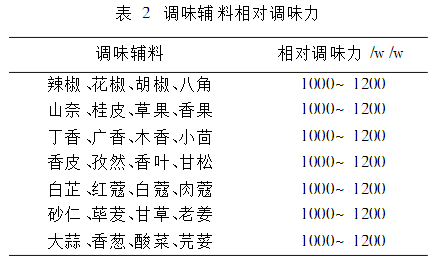 表 2 调味辅料相对调味力
调味辅料 相对调味力 /w /w
辣椒、花椒、胡椒、八角 1000~ 1200
山奈、桂皮、草果、香果 1000~ 1200
丁香、广香、木香、小茴 1000~ 1200
香皮、孜然、香叶、甘松 1000~ 1200
白芷、红蔻、白蔻、肉蔻 1000~ 1200
砂仁、荜茇、甘草、老姜 1000~ 1200
大蒜、香葱、酸菜、芫荽 1000~ 1200